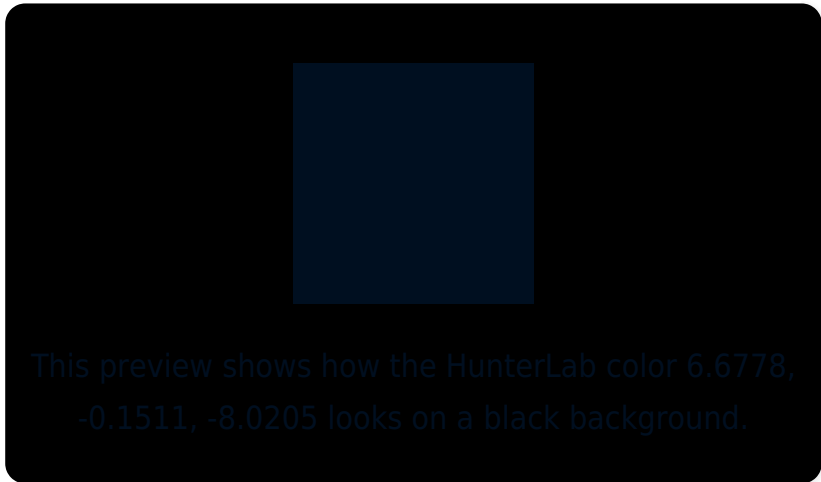 This preview shows how the HunterLab color 6.6778,
-0.1511, -8.0205 looks on a black background.